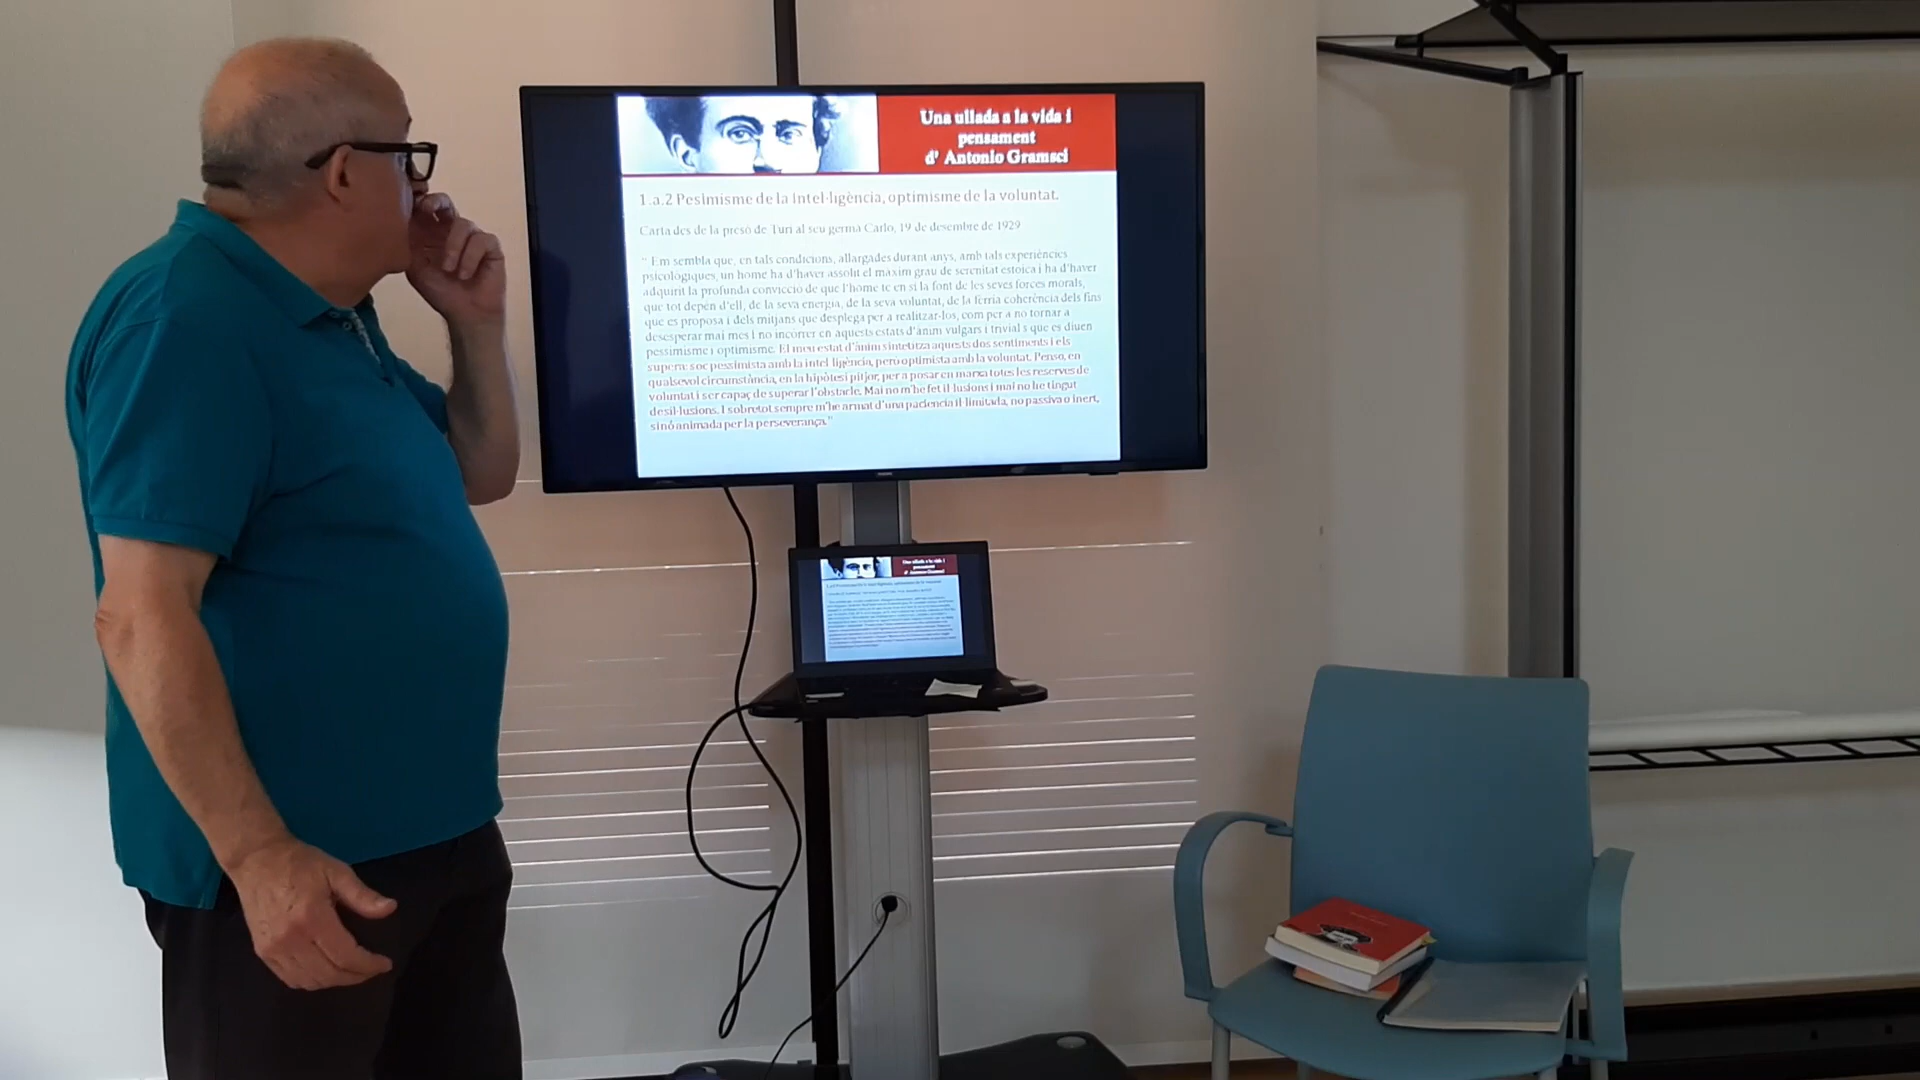 Una ullada a la vida i
pensament
d' Antonio Gramsci
1.a.2 Pesimisme de la intel·ligència, optimisme de la voluntat.
Carta des de la presó de Turi al seu germà Carlo, 19 de desembre de 1929
“ Em sembla que, en tals condicions, allargades durant anys, amb tals experiències
psicològiques, un home ha d’haver assolit el màxim grau de serenitat estoica i ha d’haver
adquirit la profunda convicció de que l’home té en si la font de les seves forces morals,
que tot depèn d’ell, de la seva energia, de la seva voluntat, de la fèrria coherència dels fins
que es proposa i dels mitjans que desplega per a realitzar-los, com per a no tornar a
desesperar mai més i no incórrer en aquests estats d’ànim vulgars i trivial s que es diuen
pessimisme i optimisme. El meu estat d’ànim sintetitza aquests dos sentiments i els
supera: soc pessimista amb la intel·ligència, però optimista amb la voluntat. Penso, en
qualsevol circumstància, en la hipòtesi pitjor, per a posar en marxa totes les reserves de
voluntat i ser capaç de superar l’obstacle. Mai no m’he fet il·lusions i mai no he tingut
desil·lusions. I sobretot sempre m’he armat d’una paciència il·limitada, no passiva o inert,
sinó animada per la perseverança.”
Una ullada a la vida i
pensament
d' Antonio Gramsci